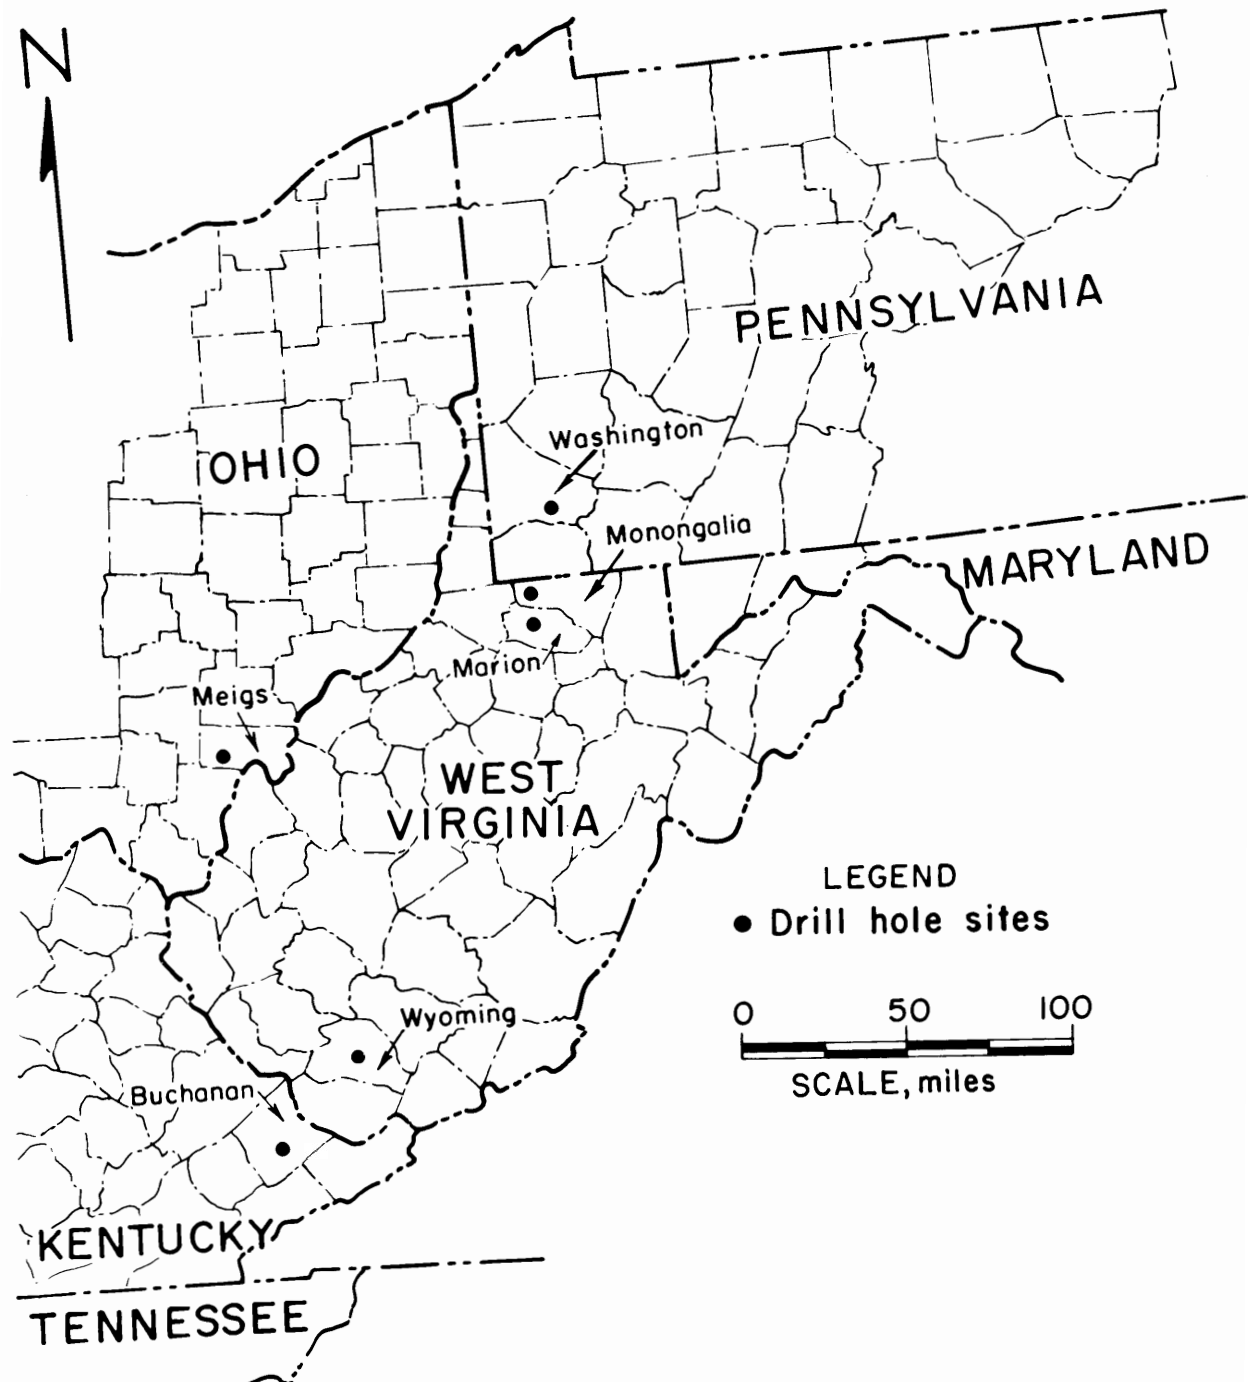 N
PENNSYLVANIA
OHIO
Washington
Monongalia
MARYLAND
Marion
Meigs
WEST
VIRGINIA
LEGEND
Drill hole sites
Wyoming
0 50 100
SCALE, miles
Buchanan
KENTUCKY
TENNESSEE